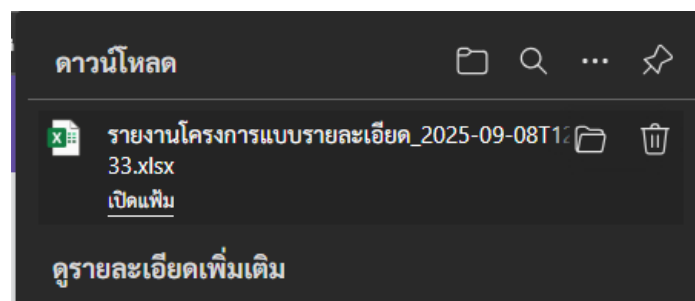 ดาวน์โหลด
รายงานโครงการแบบรายละเอียด_2025-09-08T12
33.xlsx
เปิดแฟ้ม
ดูรายละเอียดเพิ่มเติม